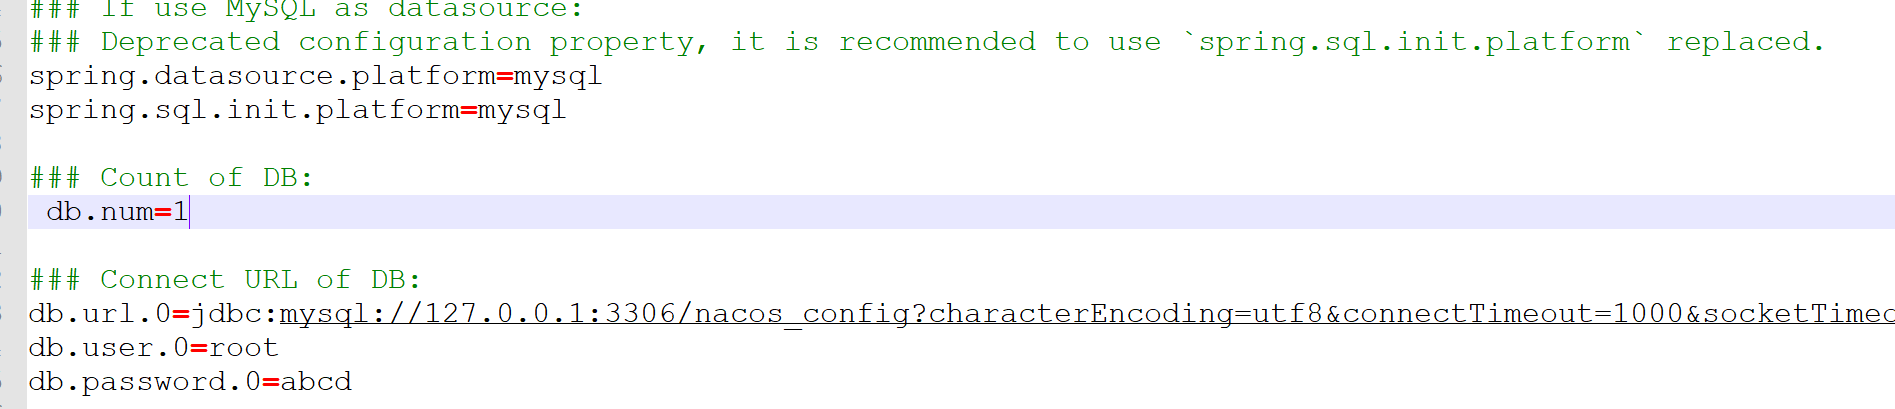 ### If use MySQL as datasource:
### Deprecated configuration property, it is recommended to use `spring.sql.init.platform` replaced.
spring.datasource.platform=mysql
spring.sql.init.platform=mysql
### Count of DB:
db.num=1
### Connect URL of DB:
db.url.0=jdbc:mysql://127.0.0.1:3306/nacos_config?characterEncoding=utf8&connectTimeout=1000&socketTimeo
db.user.0=root
db.password.0=abcd